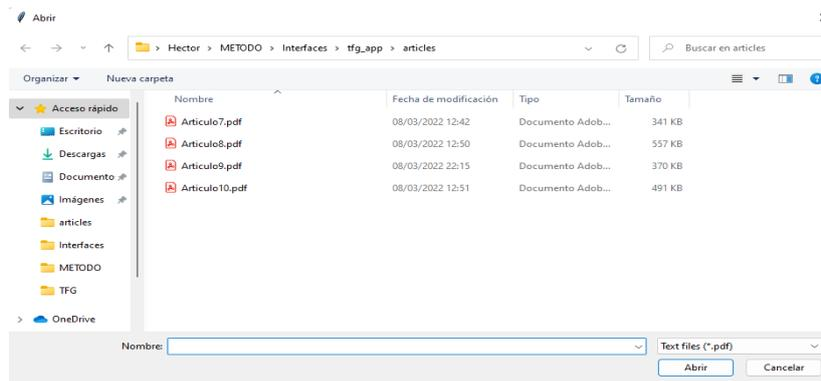 Abrir
Hector > METODO > Interfaces > tfg_app > articles
Buscar en articles
Organizar
Nueva carpeta
Acceso rápido
Escritorio
Descargas
Documento
Imágenes
articles
Interfaces
METODO
TFG
OneDrive
Nombre Fecha de modificación Tipo Tamaño
Articulo7.pdf 08/03/2022 12:42 Documento Adob... 341 KB
Articulo8.pdf 08/03/2022 12:50 Documento Adob... 557 KB
Articulo9.pdf 08/03/2022 22:15 Documento Adob... 370 KB
Articulo10.pdf 08/03/2022 12:51 Documento Adob... 491 KB
Nombre:
Text files (*.pdf)
Abrir
Cancelar